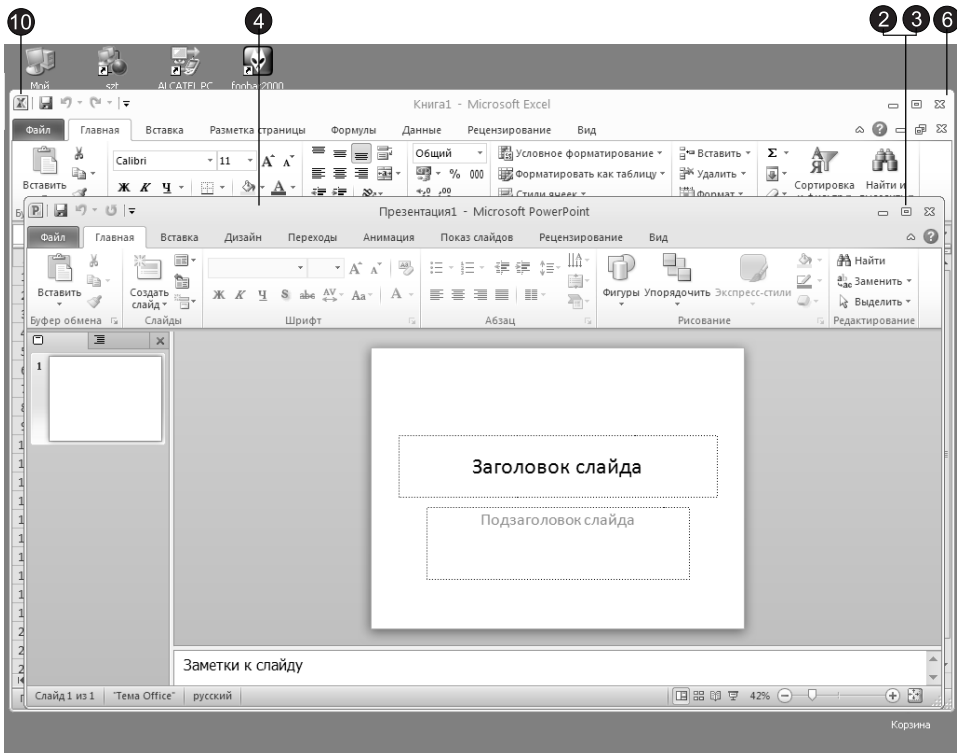 10 4 2 3 6
Мой szt ALCATEL PC foobar2000
Книга1 - Microsoft Excel
Файл Главная Вставка Разметка страницы Формулы Данные Рецензирование Вид
Calibri 11 Общий Условное форматирование Вставить Σ
% 000 Форматировать как таблицу Удалить
Вставить Ж К Ч A Стили ячеек Формат Сортировка Найти и
Презентация1 - Microsoft PowerPoint
Файл Главная Вставка Дизайн Переходы Анимация Показ слайдов Рецензирование Вид
Найти
Вставить Создать слайд Ж К Ч S abc AV Aa A Фигуры Упорядочить Экспресс-стили Заменить
Выделить
Буфер обмена Слайды Шрифт Абзац Рисование Редактирование
1
Заголовок слайда
Подзаголовок слайда
Заметки к слайду
Слайд 1 из 1 "Тема Office" русский 42%
Корзина